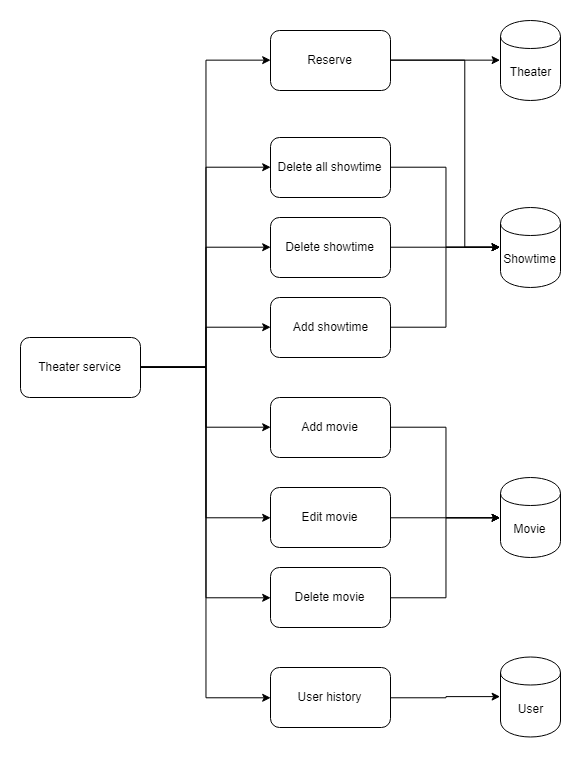 Reserve
Theater
Delete all showtime
Delete showtime
Showtime
Add showtime
Theater service
Add movie
Edit movie
Movie
Delete movie
User history
User